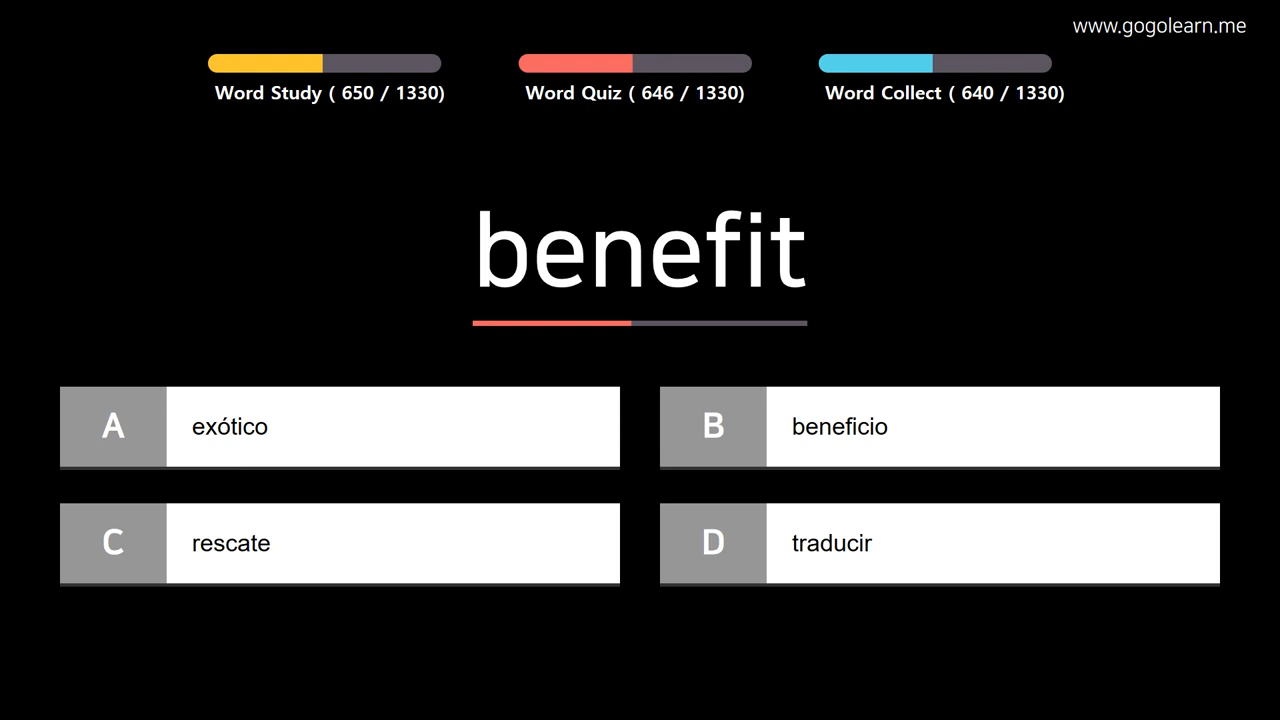 www.gogolearn.me
Word Study ( 650 / 1330)
Word Quiz ( 646 / 1330)
Word Collect ( 640 / 1330)
benefit
A exótico
B beneficio
C rescate
D traducir